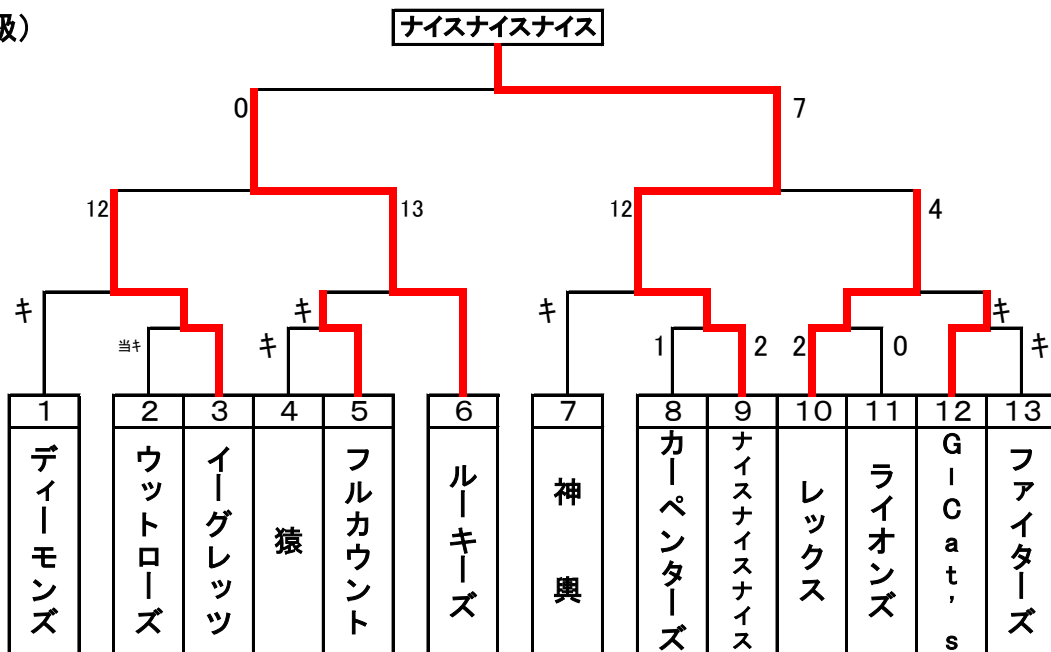 級）
ナイスナイスナイス
0 7
12 13 12 4
キ キ キ キ
当キ キ 1 2 2 0 キ
1 2 3 4 5 6 7 8 9 10 11 12 13
ディーモンズ
ウットローズ
イーグレッツ
猿
フルカウント
ルーキーズ
神輿
カーペンターズ
ナイスナイスナイス
レックス
ライオンズ
G－Cat’s
ファイターズ